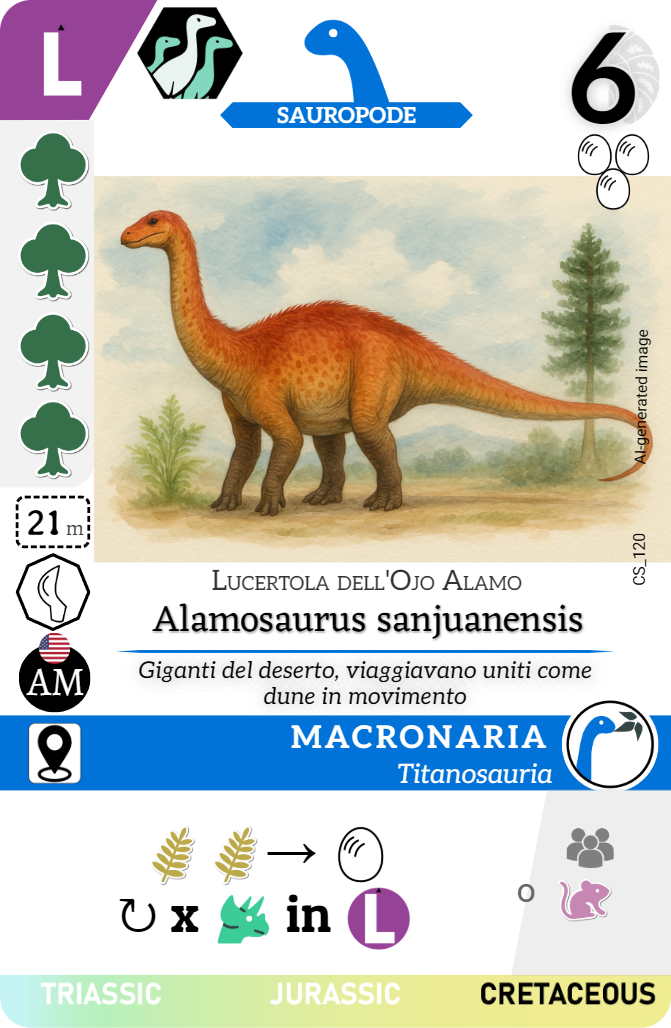 L
SAUROPODE
6
AI-generated image
CS_120
21 m
AM
Lucertola dell'Ojo Alamo
Alamosaurus sanjuanensis
Giganti del deserto, viaggiavano uniti come
dune in movimento
MACRONARIA
Titanosauria
→
↻ x in L
o
TRIASSIC JURASSIC CRETACEOUS